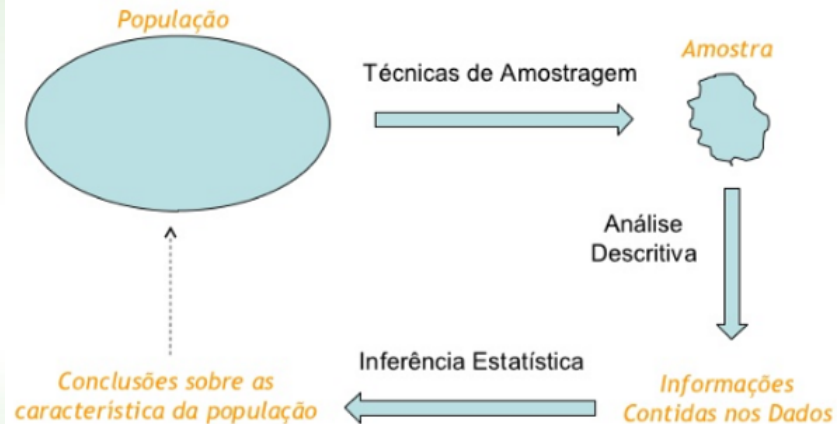 População
Técnicas de Amostragem
Amostra
Análise
Descritiva
Inferência Estatística
Conclusões sobre as
característica da população
Informações
Contidas nos Dados